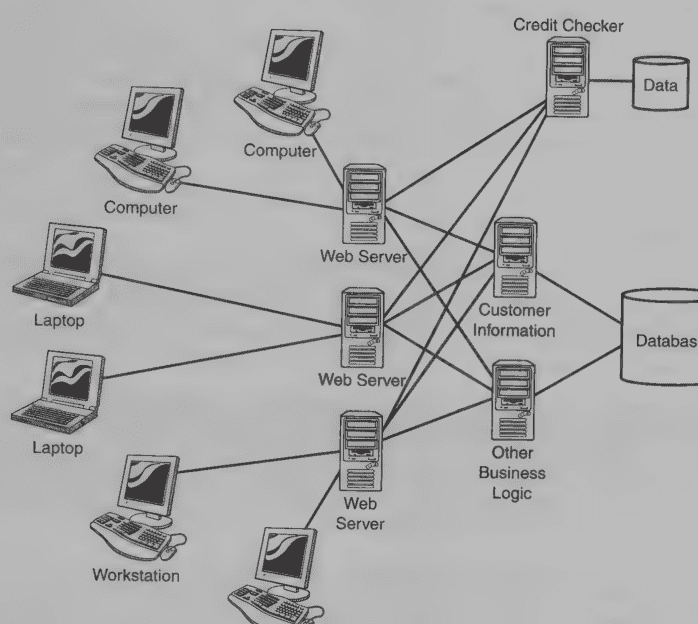 Credit Checker
Data
Computer
Computer
Web Server
Customer
Information
Laptop
Web Server
Databas
Laptop
Other
Business
Logic
Web
Server
Workstation